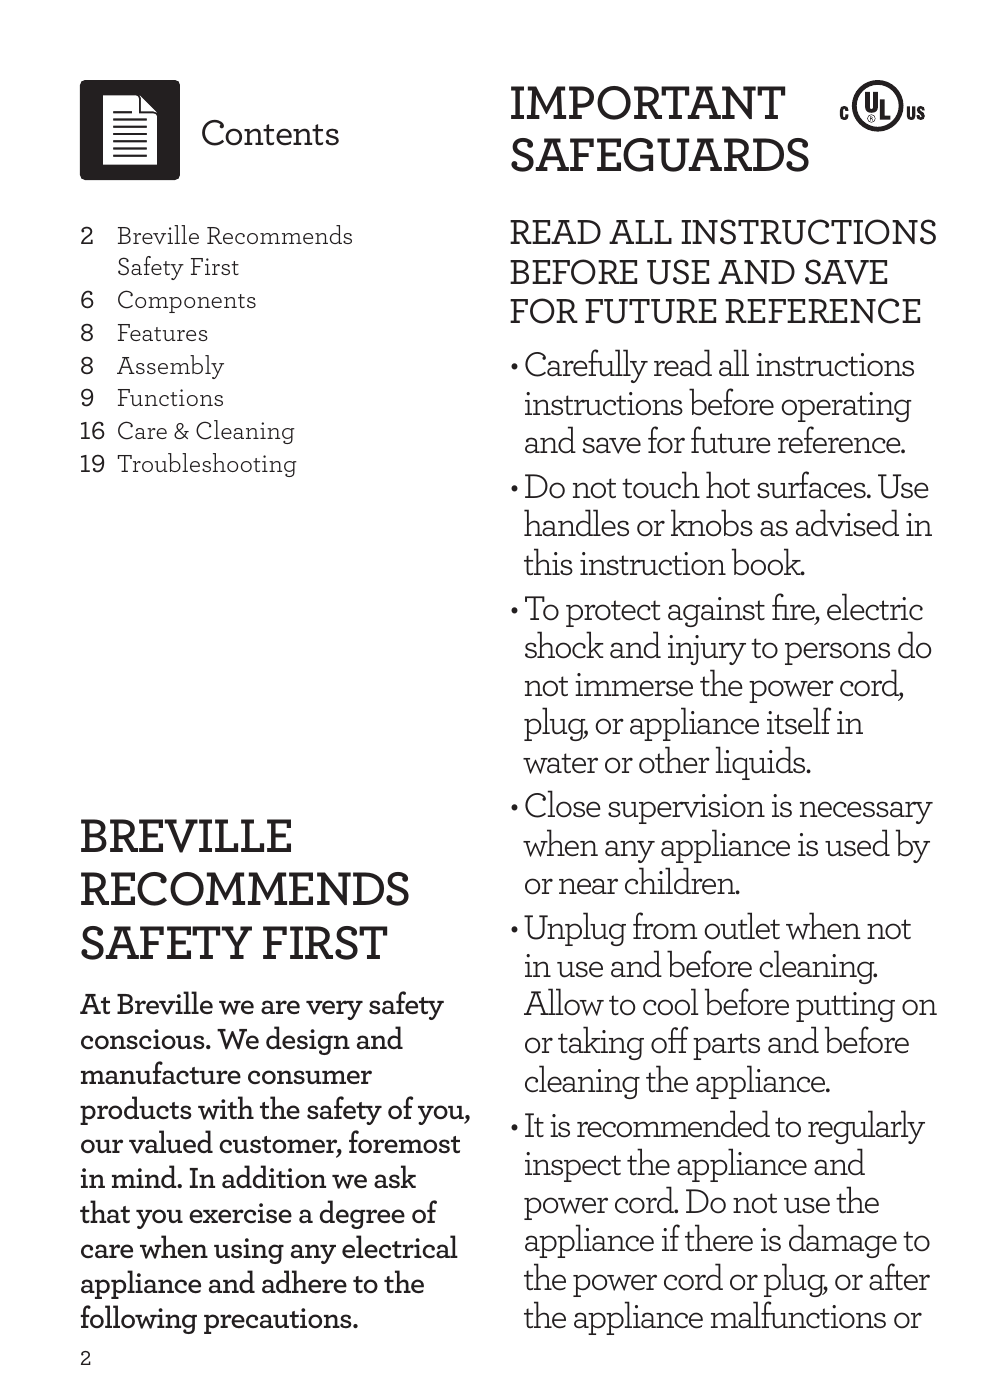 Contents
2 Breville Recommends
Safety First
6 Components
8 Features
8 Assembly
9 Functions
16 Care & Cleaning
19 Troubleshooting
BREVILLE
RECOMMENDS
SAFETY FIRST
At Breville we are very safety
conscious. We design and
manufacture consumer
products with the safety of you,
our valued customer, foremost
in mind. In addition we ask
that you exercise a degree of
care when using any electrical
appliance and adhere to the
following precautions.
IMPORTANT
SAFEGUARDS
C UL ® US
READ ALL INSTRUCTIONS
BEFORE USE AND SAVE
FOR FUTURE REFERENCE
• Carefully read all instructions
instructions before operating
and save for future reference.
• Do not touch hot surfaces. Use
handles or knobs as advised in
this instruction book.
• To protect against fire, electric
shock and injury to persons do
not immerse the power cord,
plug, or appliance itself in
water or other liquids.
• Close supervision is necessary
when any appliance is used by
or near children.
• Unplug from outlet when not
in use and before cleaning.
Allow to cool before putting on
or taking off parts and before
cleaning the appliance.
• It is recommended to regularly
inspect the appliance and
power cord. Do not use the
appliance if there is damage to
the power cord or plug, or after
the appliance malfunctions or
2